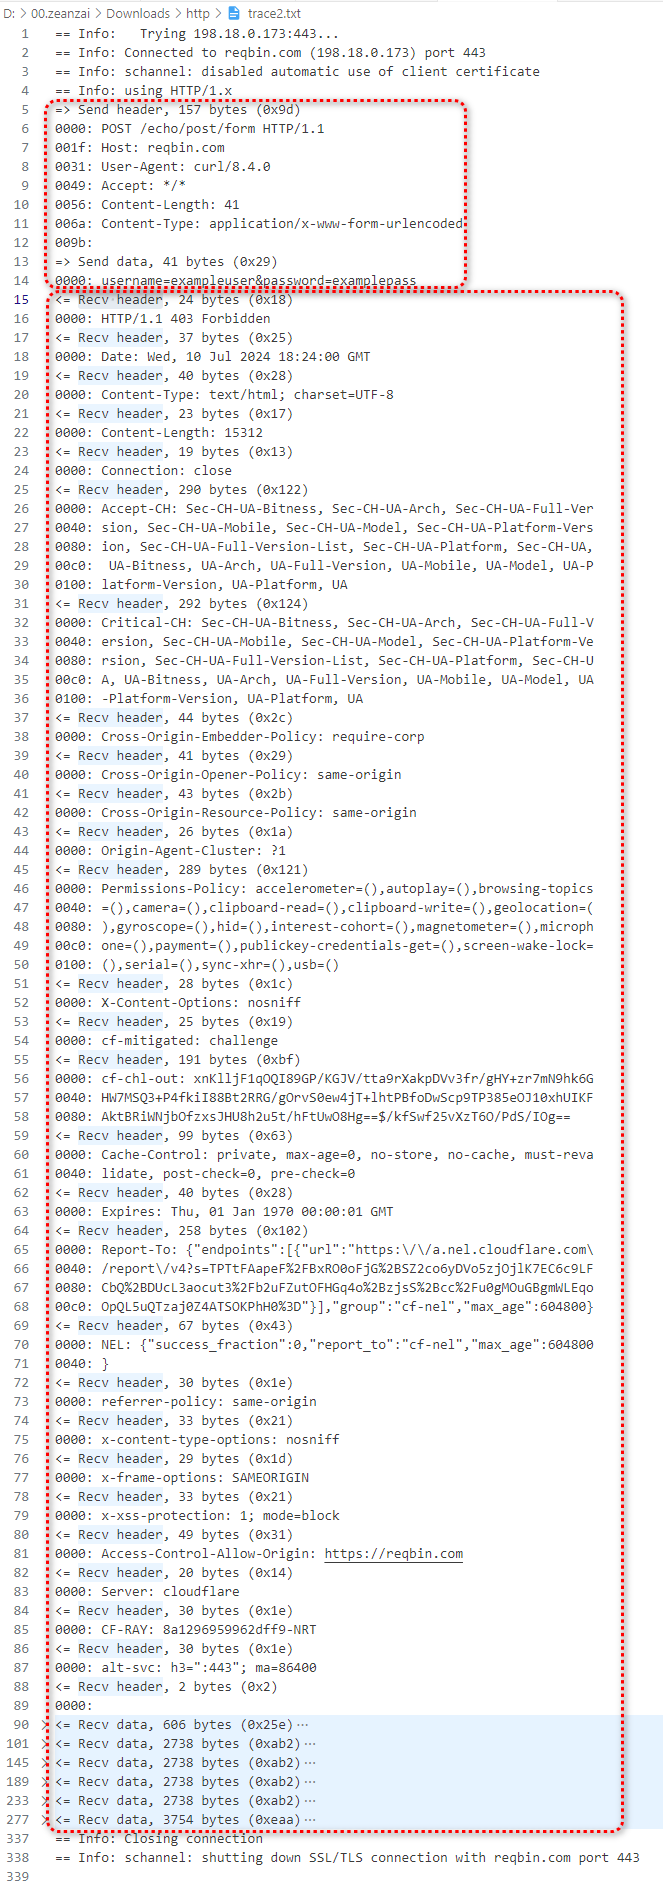 D: > 00.zeanzai > Downloads > http > trace2.txt
1 == Info:   Trying 198.18.0.173:443...
2 == Info: Connected to reqbin.com (198.18.0.173) port 443
3 == Info: schannel: disabled automatic use of client certificate
4 == Info: using HTTP/1.x
5 => Send header, 157 bytes (0x9d)
6 0000: POST /echo/post/form HTTP/1.1
7 001f: Host: reqbin.com
8 0031: User-Agent: curl/8.4.0
9 0049: Accept: */*
10 0056: Content-Length: 41
11 006a: Content-Type: application/x-www-form-urlencoded
12 009b:
13 => Send data, 41 bytes (0x29)
14 0000: username=exampleuser&password=examplepass
15 <= Recv header, 24 bytes (0x18)
16 0000: HTTP/1.1 403 Forbidden
17 <= Recv header, 37 bytes (0x25)
18 0000: Date: Wed, 10 Jul 2024 18:24:00 GMT
19 <= Recv header, 40 bytes (0x28)
20 0000: Content-Type: text/html; charset=UTF-8
21 <= Recv header, 23 bytes (0x17)
22 0000: Content-Length: 15312
23 <= Recv header, 19 bytes (0x13)
24 0000: Connection: close
25 <= Recv header, 290 bytes (0x122)
26 0000: Accept-CH: Sec-CH-UA-Bitness, Sec-CH-UA-Arch, Sec-CH-UA-Full-Ver
27 0040: sion, Sec-CH-UA-Mobile, Sec-CH-UA-Model, Sec-CH-UA-Platform-Vers
28 0080: ion, Sec-CH-UA-Full-Version-List, Sec-CH-UA-Platform, Sec-CH-UA,
29 00c0:  UA-Bitness, UA-Arch, UA-Full-Version, UA-Mobile, UA-Model, UA-P
30 0100: latform-Version, UA-Platform, UA
31 <= Recv header, 292 bytes (0x124)
32 0000: Critical-CH: Sec-CH-UA-Bitness, Sec-CH-UA-Arch, Sec-CH-UA-Full-V
33 0040: ersion, Sec-CH-UA-Mobile, Sec-CH-UA-Model, Sec-CH-UA-Platform-Ve
34 0080: rsion, Sec-CH-UA-Full-Version-List, Sec-CH-UA-Platform, Sec-CH-U
35 00c0: A, UA-Bitness, UA-Arch, UA-Full-Version, UA-Mobile, UA-Model, UA
36 0100: -Platform-Version, UA-Platform, UA
37 <= Recv header, 44 bytes (0x2c)
38 0000: Cross-Origin-Embedder-Policy: require-corp
39 <= Recv header, 41 bytes (0x29)
40 0000: Cross-Origin-Opener-Policy: same-origin
41 <= Recv header, 43 bytes (0x2b)
42 0000: Cross-Origin-Resource-Policy: same-origin
43 <= Recv header, 26 bytes (0x1a)
44 0000: Origin-Agent-Cluster: ?1
45 <= Recv header, 289 bytes (0x121)
46 0000: Permissions-Policy: accelerometer=(),autoplay=(),browsing-topics
47 0040: =(),camera=(),clipboard-read=(),clipboard-write=(),geolocation=(
48 0080: ),gyroscope=(),hid=(),interest-cohort=(),magnetometer=(),microph
49 00c0: one=(),payment=(),publickey-credentials-get=(),screen-wake-lock=
50 0100: (),serial=(),sync-xhr=(),usb=()
51 <= Recv header, 28 bytes (0x1c)
52 0000: X-Content-Options: nosniff
53 <= Recv header, 25 bytes (0x19)
54 0000: cf-mitigated: challenge
55 <= Recv header, 191 bytes (0xbf)
56 0000: cf-chl-out: xnKlljF1qOQI89GP/KGJV/tta9rXakpDVv3fr/gHY+zr7mN9hk6G
57 0040: HW7MSQ3+P4fkiI88Bt2RRG/gOrvS0ew4jT+lhtPBfoDwScp9TP385eOJ10xhUIKF
58 0080: AktBRiWNjbOfzxsJHU8h2u5t/hFtUwO8Hg==$/kfSwf25vXzT6O/PdS/IOg==
59 <= Recv header, 99 bytes (0x63)
60 0000: Cache-Control: private, max-age=0, no-store, no-cache, must-reva
61 0040: lidate, post-check=0, pre-check=0
62 <= Recv header, 40 bytes (0x28)
63 0000: Expires: Thu, 01 Jan 1970 00:00:01 GMT
64 <= Recv header, 258 bytes (0x102)
65 0000: Report-To: {"endpoints":[{"url":"https:\/\/a.nel.cloudflare.com\
66 0040: /report\/v4?s=TPTtFAapeF%2FBxRO0oFjG%2BSZ2co6yDVo5zjOjlK7EC6c9LF
67 0080: CbQ%2BDUcL3aocut3%2Fb2uFZutOFHGq4o%2BzjsS%2Bcc%2Fu0gMOuGBgmWLEqo
68 00c0: OpQL5uQTzaj0Z4ATSOKPhH0%3D"}],"group":"cf-nel","max_age":604800}
69 <= Recv header, 67 bytes (0x43)
70 0000: NEL: {"success_fraction":0,"report_to":"cf-nel","max_age":604800
71 0040: }
72 <= Recv header, 30 bytes (0x1e)
73 0000: referrer-policy: same-origin
74 <= Recv header, 33 bytes (0x21)
75 0000: x-content-type-options: nosniff
76 <= Recv header, 29 bytes (0x1d)
77 0000: x-frame-options: SAMEORIGIN
78 <= Recv header, 33 bytes (0x21)
79 0000: x-xss-protection: 1; mode=block
80 <= Recv header, 49 bytes (0x31)
81 0000: Access-Control-Allow-Origin: https://reqbin.com
82 <= Recv header, 20 bytes (0x14)
83 0000: Server: cloudflare
84 <= Recv header, 30 bytes (0x1e)
85 0000: CF-RAY: 8a1296959962dff9-NRT
86 <= Recv header, 30 bytes (0x1e)
87 0000: alt-svc: h3=":443"; ma=86400
88 <= Recv header, 2 bytes (0x2)
89 0000:
90 > <= Recv data, 606 bytes (0x25e)···
101 > <= Recv data, 2738 bytes (0xab2)···
145 > <= Recv data, 2738 bytes (0xab2)···
189 > <= Recv data, 2738 bytes (0xab2)···
233 > <= Recv data, 2738 bytes (0xab2)···
277 > <= Recv data, 3754 bytes (0xeaa)···
337 == Info: Closing connection
338 == Info: schannel: shutting down SSL/TLS connection with reqbin.com port 443
339